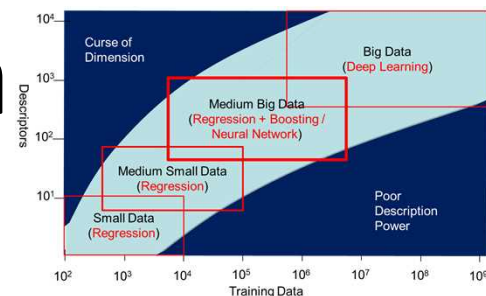 10⁴
Curse of
Dimension
Big Data
(Deep Learning)
10³
Medium Big Data
(Regression + Boosting /
Neural Network)
Descriptors
10²
Medium Small Data
(Regression)
10¹
Small Data
(Regression)
Poor
Description
Power
10² 10³ 10⁴ 10⁵ 10⁶ 10⁷ 10⁸ 10⁹
Training Data